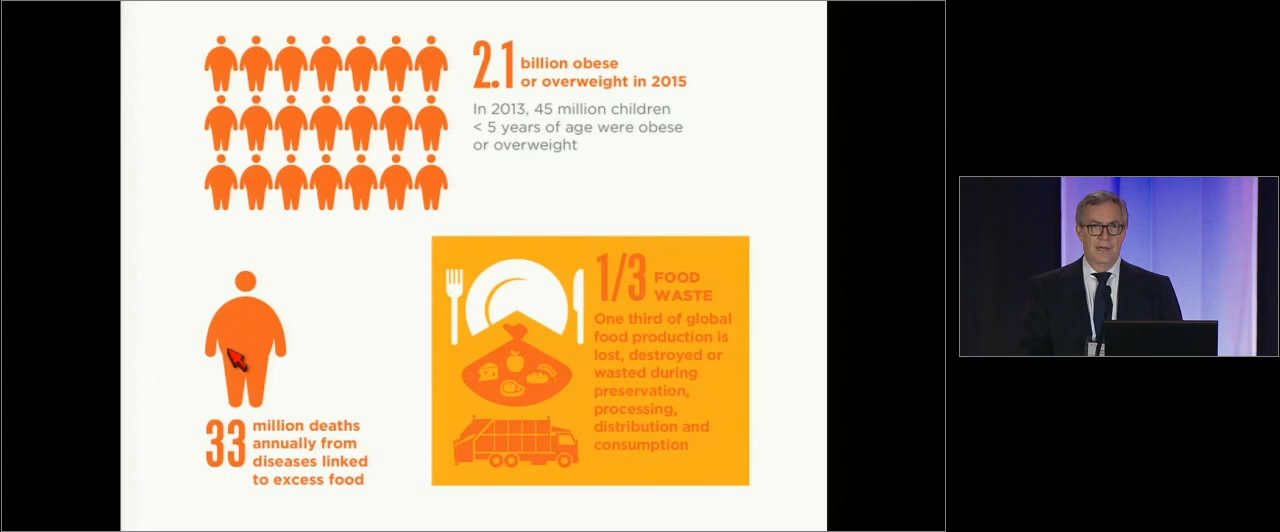 2.1 billion obese
or overweight in 2015
In 2013, 45 million children
< 5 years of age were obese
or overweight
33 million deaths
annually from
diseases linked
to excess food
1/3 FOOD
WASTE
One third of global
food production is
lost, destroyed or
wasted during
preservation,
processing,
distribution and
consumption